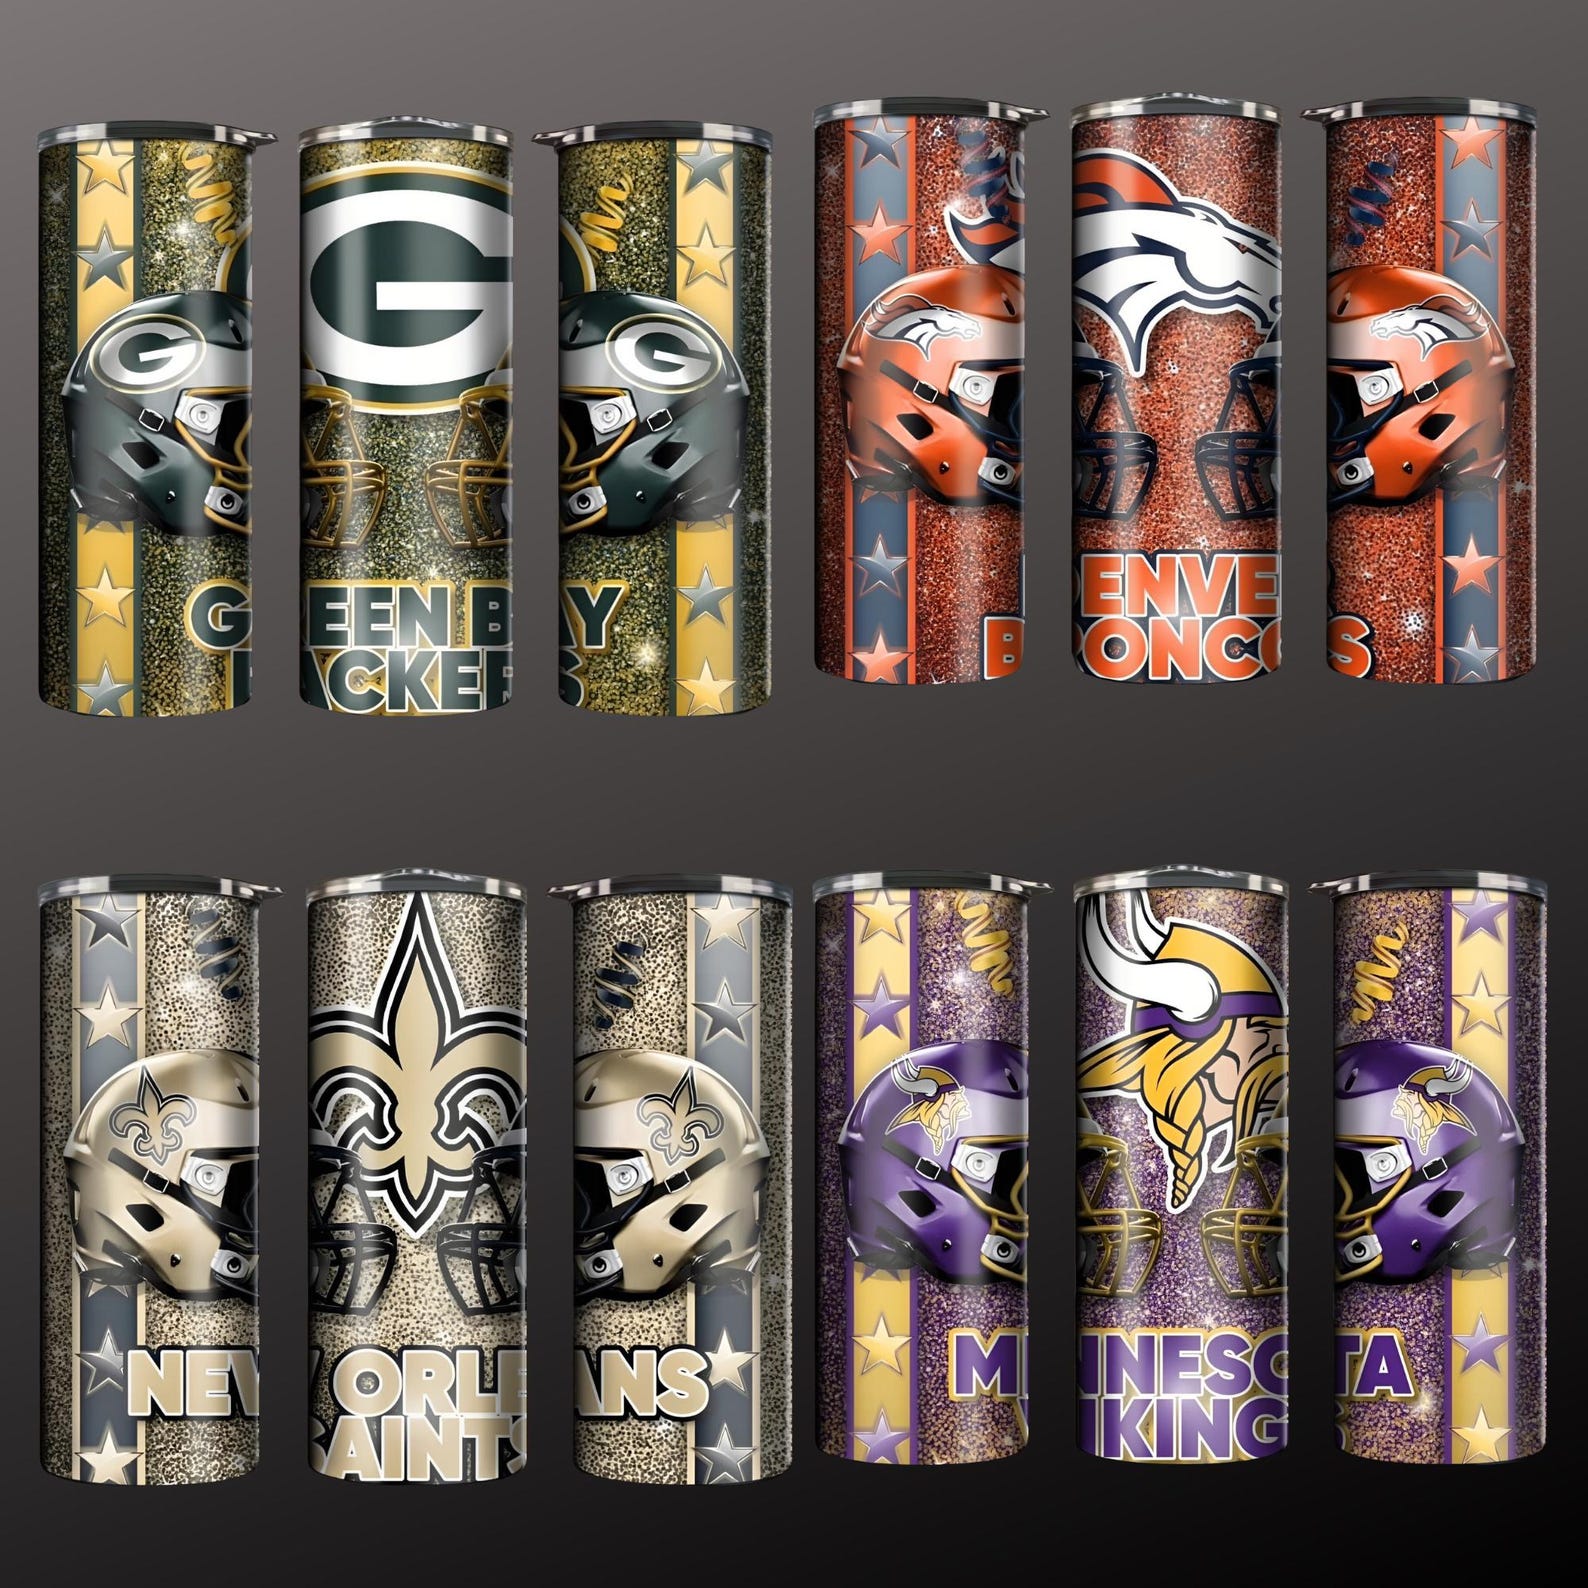 G
G
G
GREEN BAY
PACKERS
DENVER
BRONCOS
NEW ORLEANS
SAINTS
MINNESOTA
VIKINGS